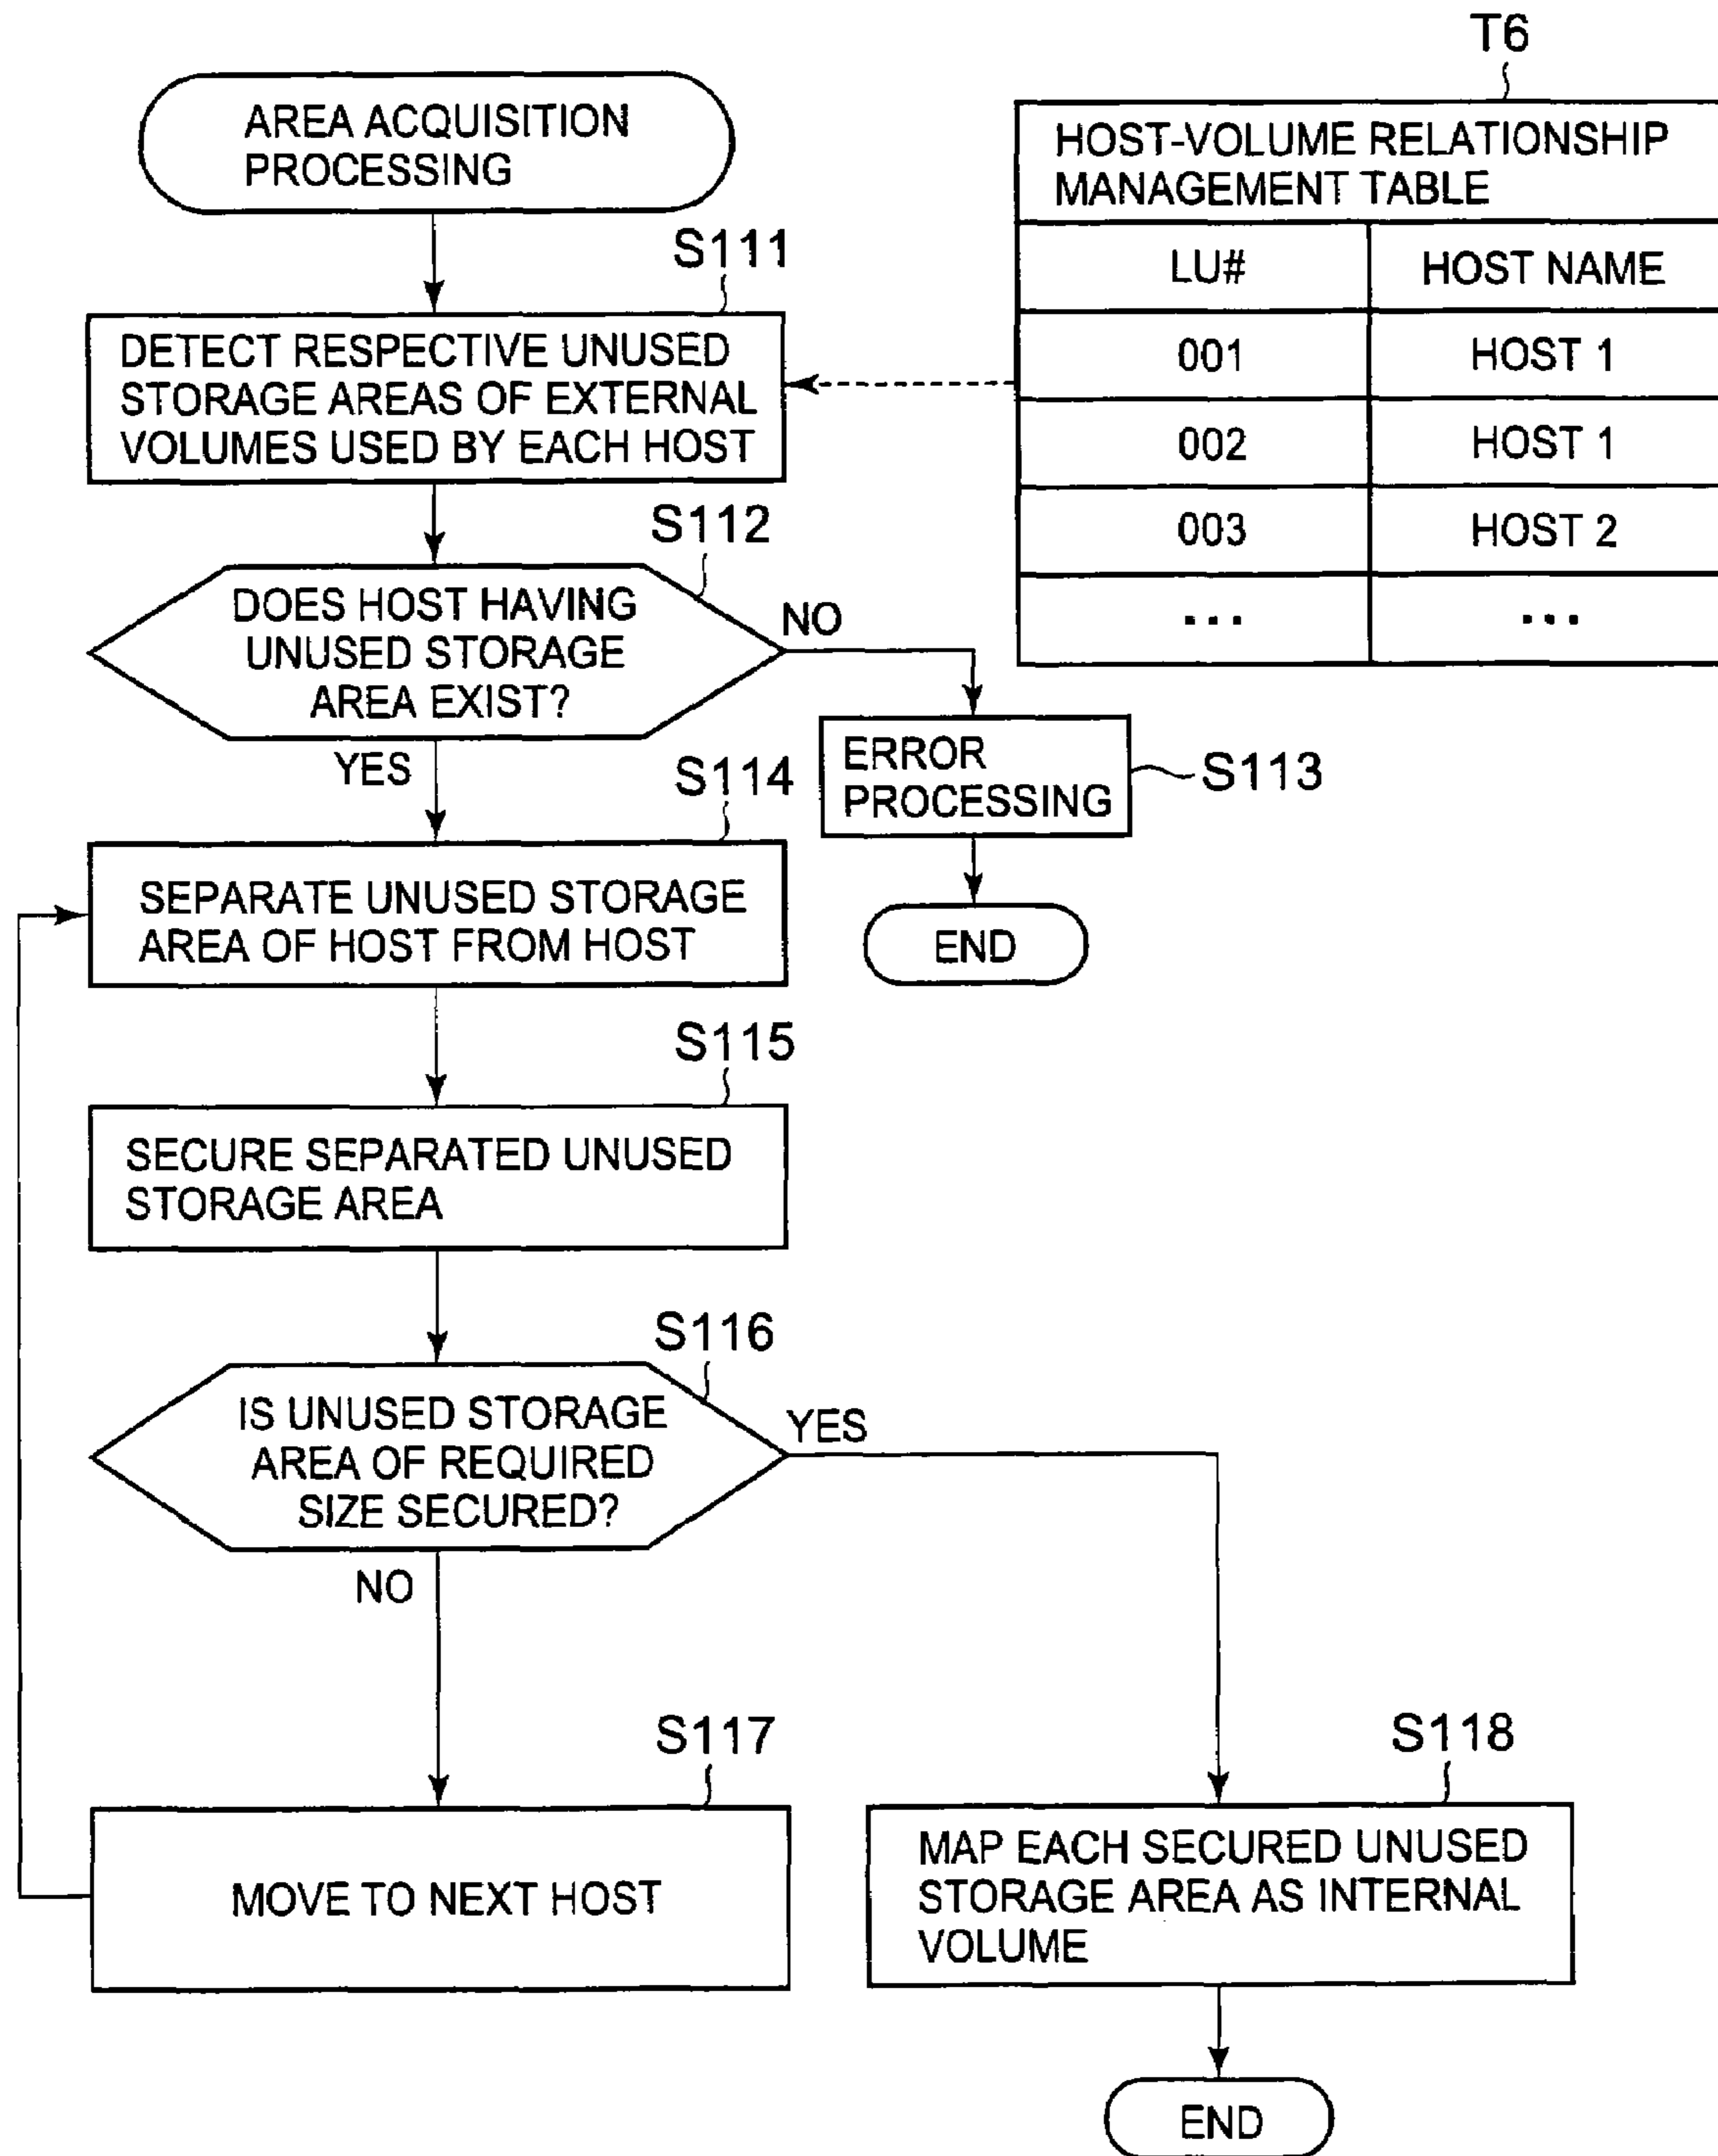 T6
AREA ACQUISITION
PROCESSING
HOST-VOLUME RELATIONSHIP
MANAGEMENT TABLE
LU# HOST NAME
001 HOST 1
002 HOST 1
003 HOST 2
... ...
S111
DETECT RESPECTIVE UNUSED
STORAGE AREAS OF EXTERNAL
VOLUMES USED BY EACH HOST
S112
DOES HOST HAVING
UNUSED STORAGE
AREA EXIST?
NO
YES
ERROR
PROCESSING
S113
END
S114
SEPARATE UNUSED STORAGE
AREA OF HOST FROM HOST
S115
SECURE SEPARATED UNUSED
STORAGE AREA
S116
IS UNUSED STORAGE
AREA OF REQUIRED
SIZE SECURED?
YES
NO
S117
MOVE TO NEXT HOST
S118
MAP EACH SECURED UNUSED
STORAGE AREA AS INTERNAL
VOLUME
END